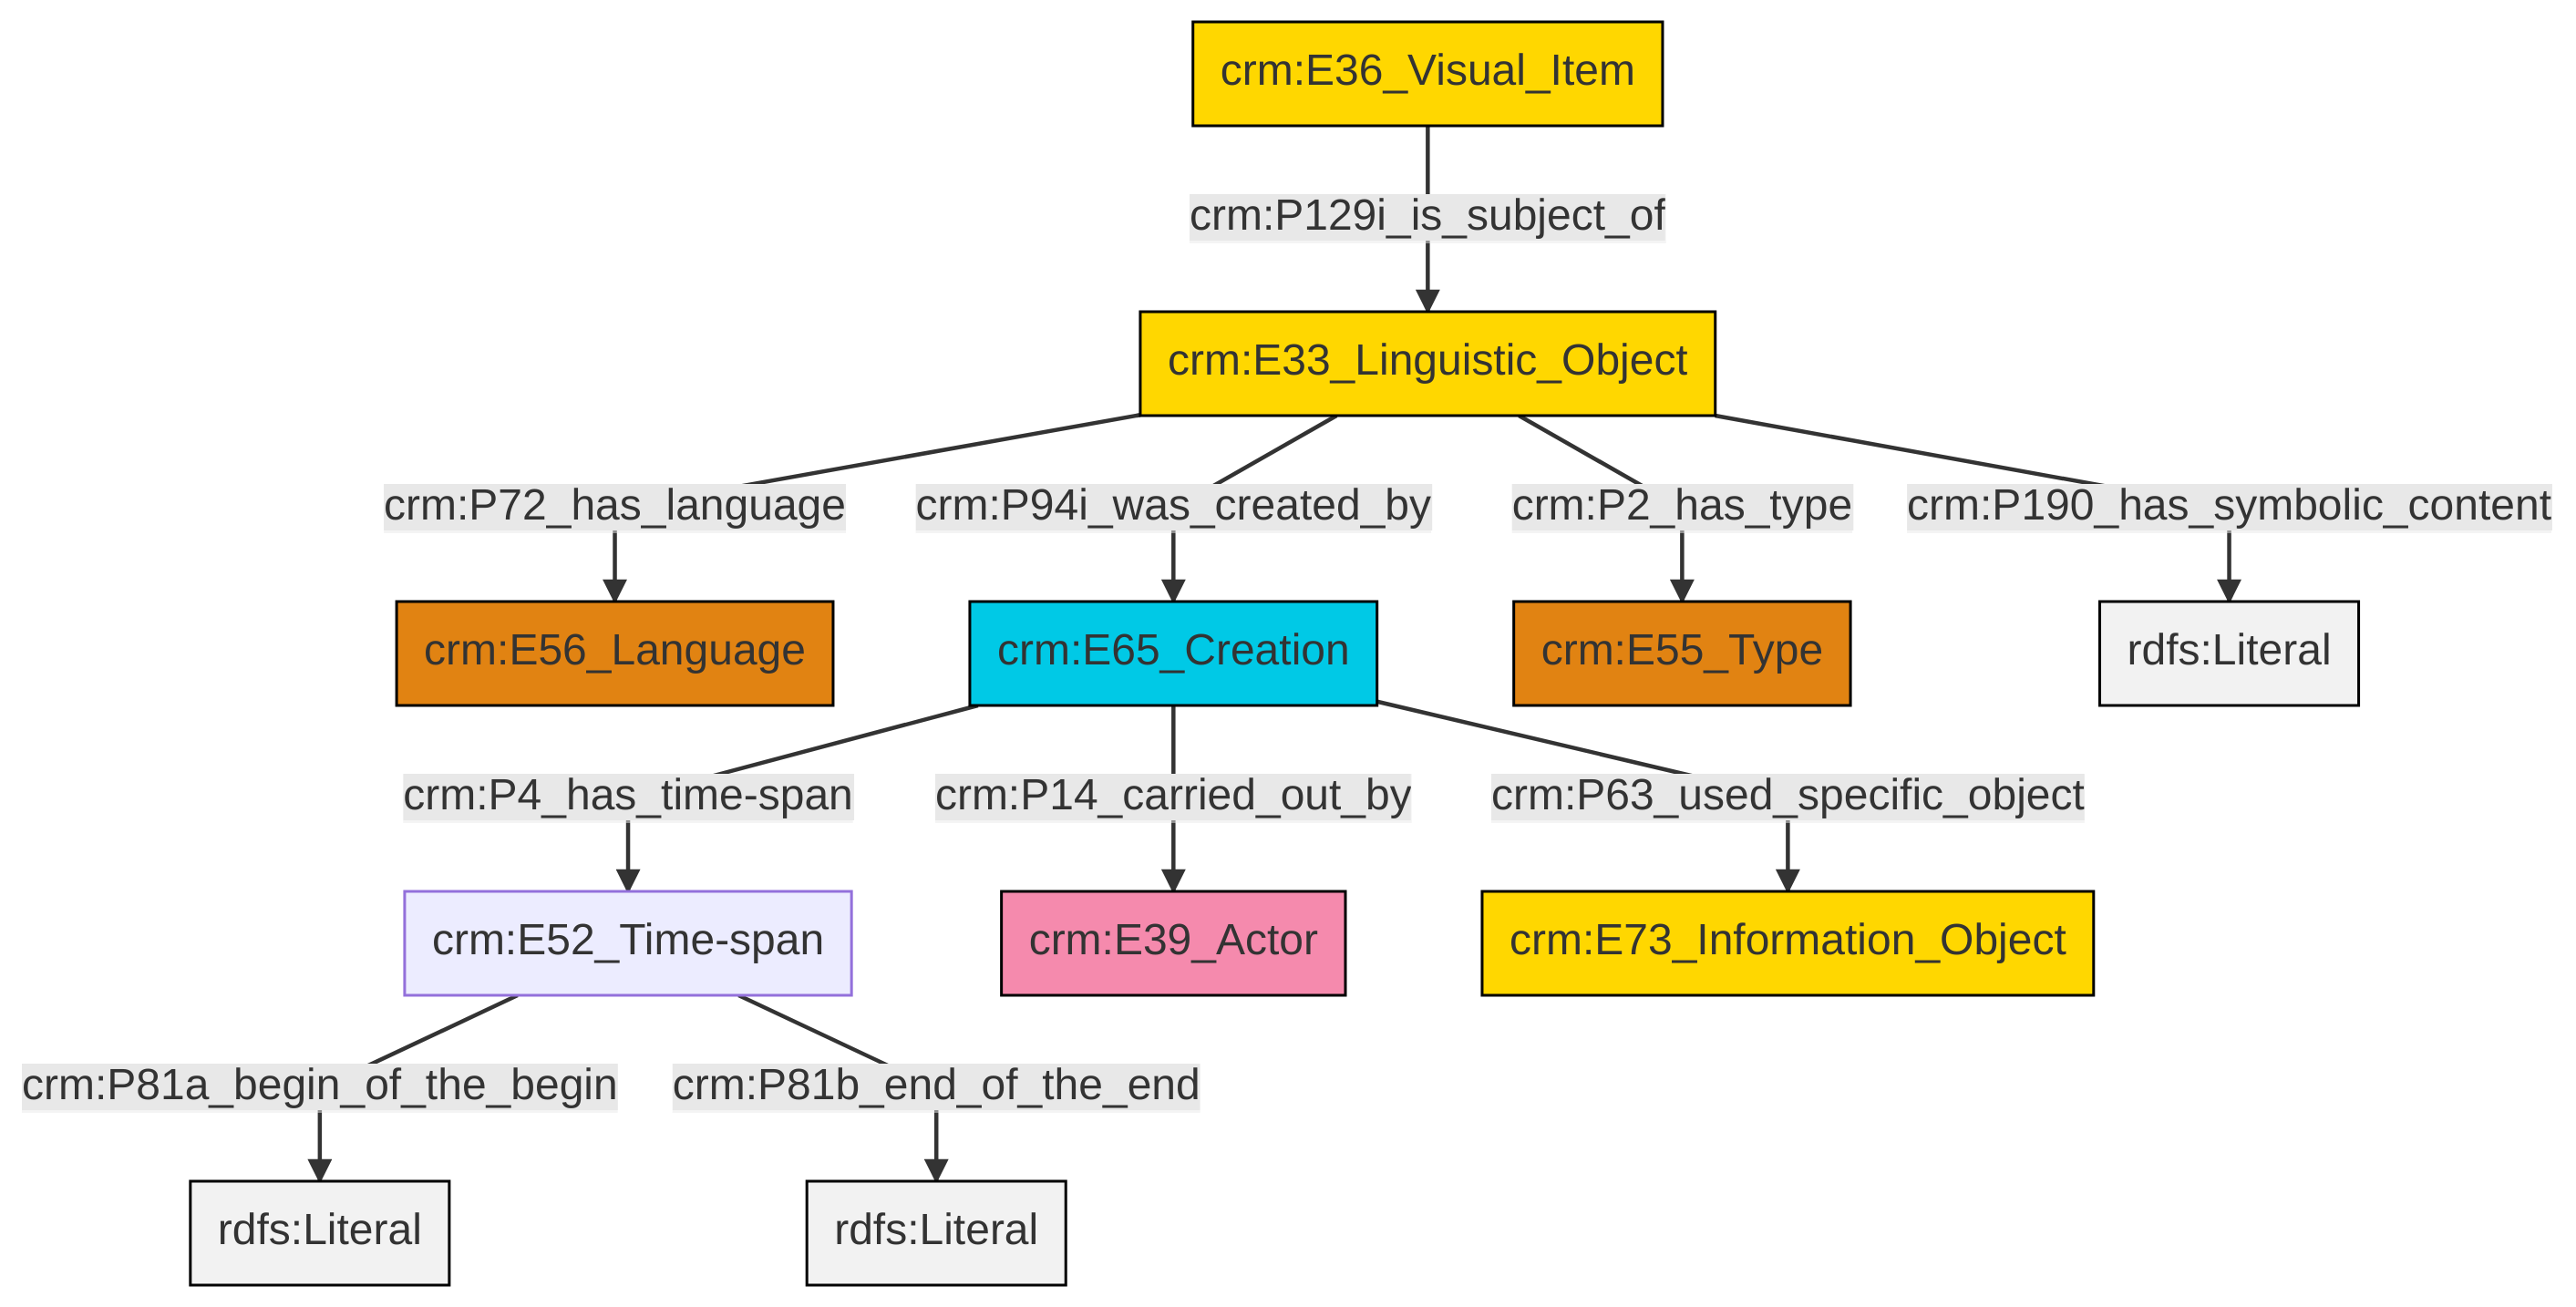 crm:E36_Visual_Item
crm:P129i_is_subject_of
crm:E33_Linguistic_Object
crm:P72_has_language
crm:P94i_was_created_by
crm:P2_has_type
crm:P190_has_symbolic_content
crm:E56_Language
crm:E65_Creation
crm:E55_Type
rdfs:Literal
crm:P4_has_time-span
crm:P14_carried_out_by
crm:P63_used_specific_object
crm:E52_Time-span
crm:E39_Actor
crm:E73_Information_Object
crm:P81a_begin_of_the_begin
crm:P81b_end_of_the_end
rdfs:Literal
rdfs:Literal